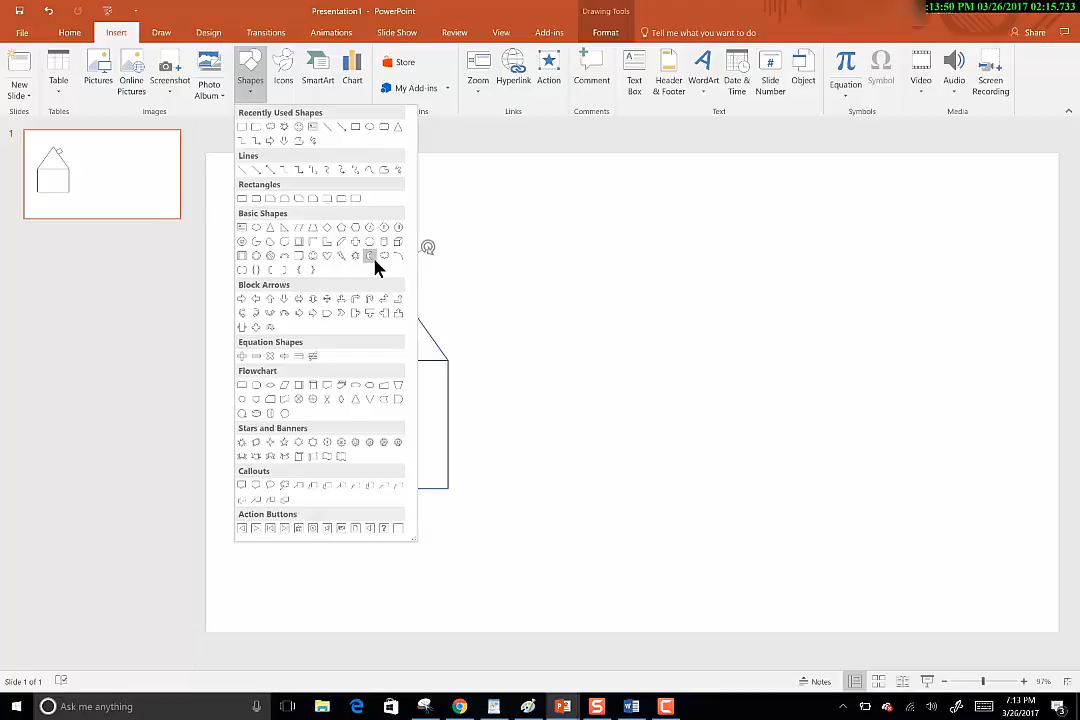 :13:50 PM 03/26/2017 02:15.733
Presentation1 - PowerPoint
Drawing Tools
File Home Insert Draw Design Transitions Animations Slide Show Review View Add-ins Format Tell me what you want to do Share
New Slide
Table
Pictures
Online Pictures
Screenshot
Photo Album
Shapes
Icons
SmartArt
Chart
Store
My Add-ins
Zoom
Hyperlink
Action
Comment
Text Box
Header & Footer
WordArt
Date & Time
Slide Number
Object
Equation
Symbol
Video
Audio
Screen Recording
Slides Tables Images ins Links Comments Text Symbols Media
Recently Used Shapes
Lines
Rectangles
Basic Shapes
Block Arrows
Equation Shapes
Flowchart
Stars and Banners
Callouts
Action Buttons
1
Slide 1 of 1
Notes
97%
Ask me anything
7:13 PM
3/26/2017